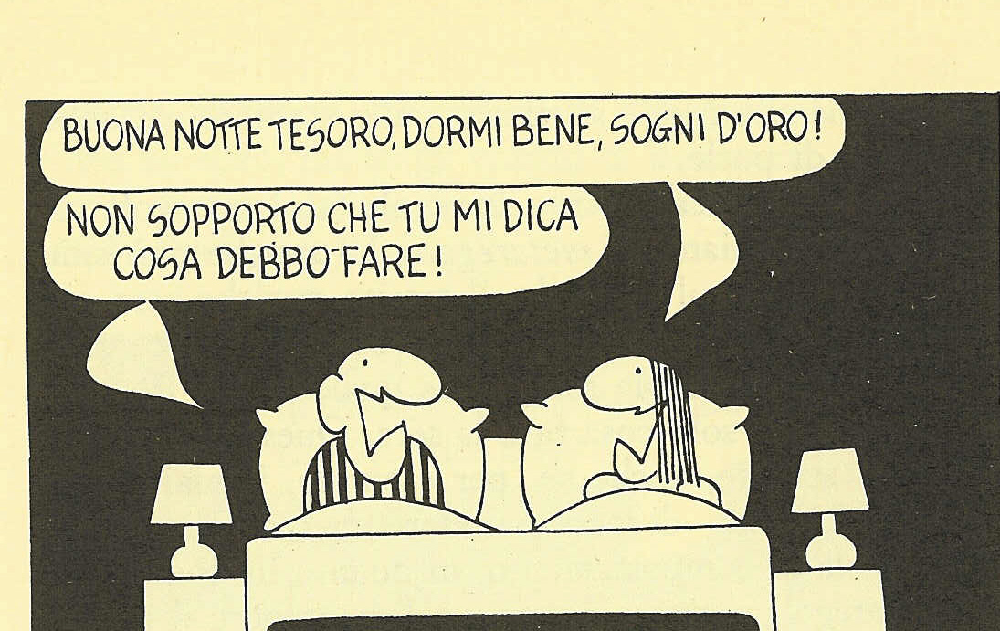 BUONA NOTTE TESORO, DORMI BENE, SOGNI D'ORO!
NON SOPPORTO CHE TU MI DICA
COSA DEBBO FARE!